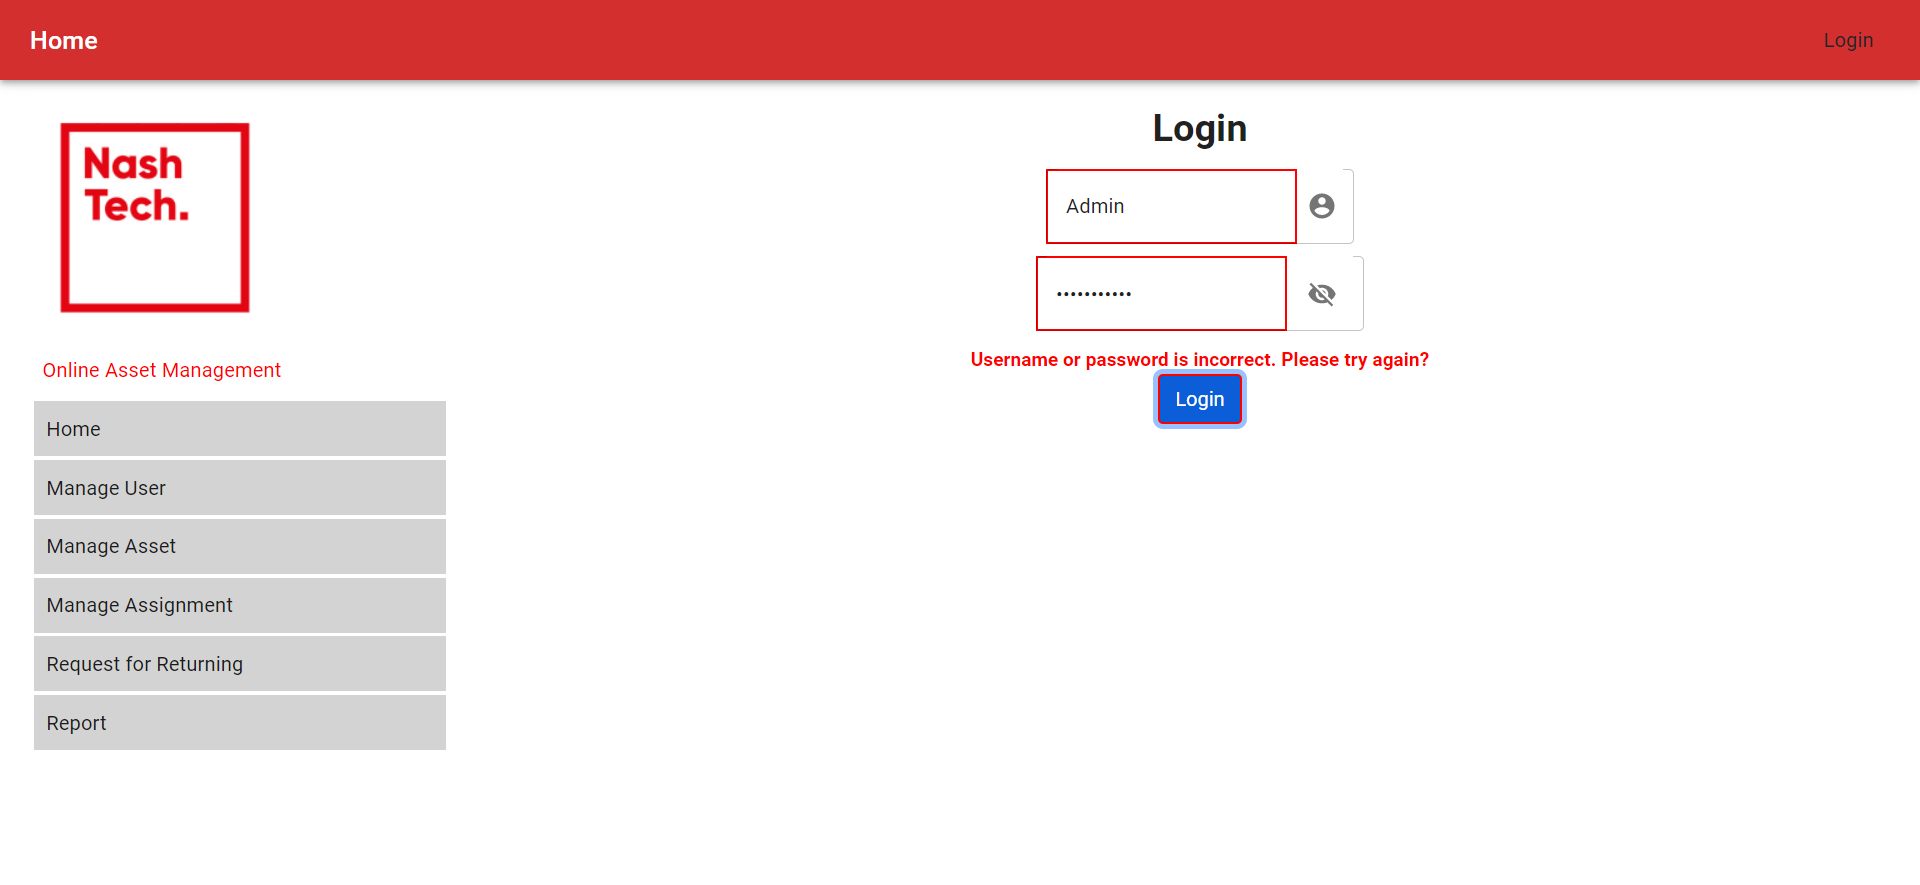 Home
Login
Nash
Tech.
Online Asset Management
Home
Manage User
Manage Asset
Manage Assignment
Request for Returning
Report
Login
Admin
•••••••••••
Username or password is incorrect. Please try again?
Login